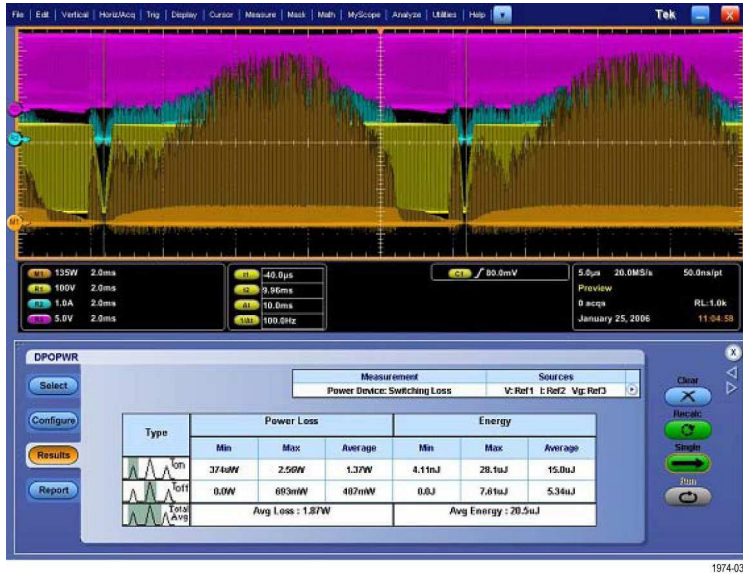 File | Edit | Vertical | Horiz/Acq | Trig | Display | Cursor | Measure | Mask | Math | MyScope | Analyze | Utilities | Help
Tek
M1 135W 2.0ms
R1 100V 2.0ms
R2 1.0A 2.0ms
R3 5.0V 2.0ms
t1 -40.0µs
t2 9.96ms
Δt 10.0ms
1/Δt 100.0Hz
C1 80.0mV
5.0µs 20.0MS/s 50.0ns/pt
Preview
0 acqs RL:1.0k
January 25, 2006 11:04:58
DPOPWR
Select
Configure
Results
Report
Measurement Sources
Power Device: Switching Loss V: Ref1 I: Ref2 Vg: Ref3
Type Power Loss Energy
Min Max Average Min Max Average
Ton 374uW 2.56W 1.37W 4.11nJ 28.1uJ 15.0uJ
Toff 0.0W 693mW 487mW 0.0J 7.61uJ 5.34uJ
Total Avg Avg Loss : 1.87W Avg Energy : 20.5uJ
Clear
Recalc
Single
Run
1974-03